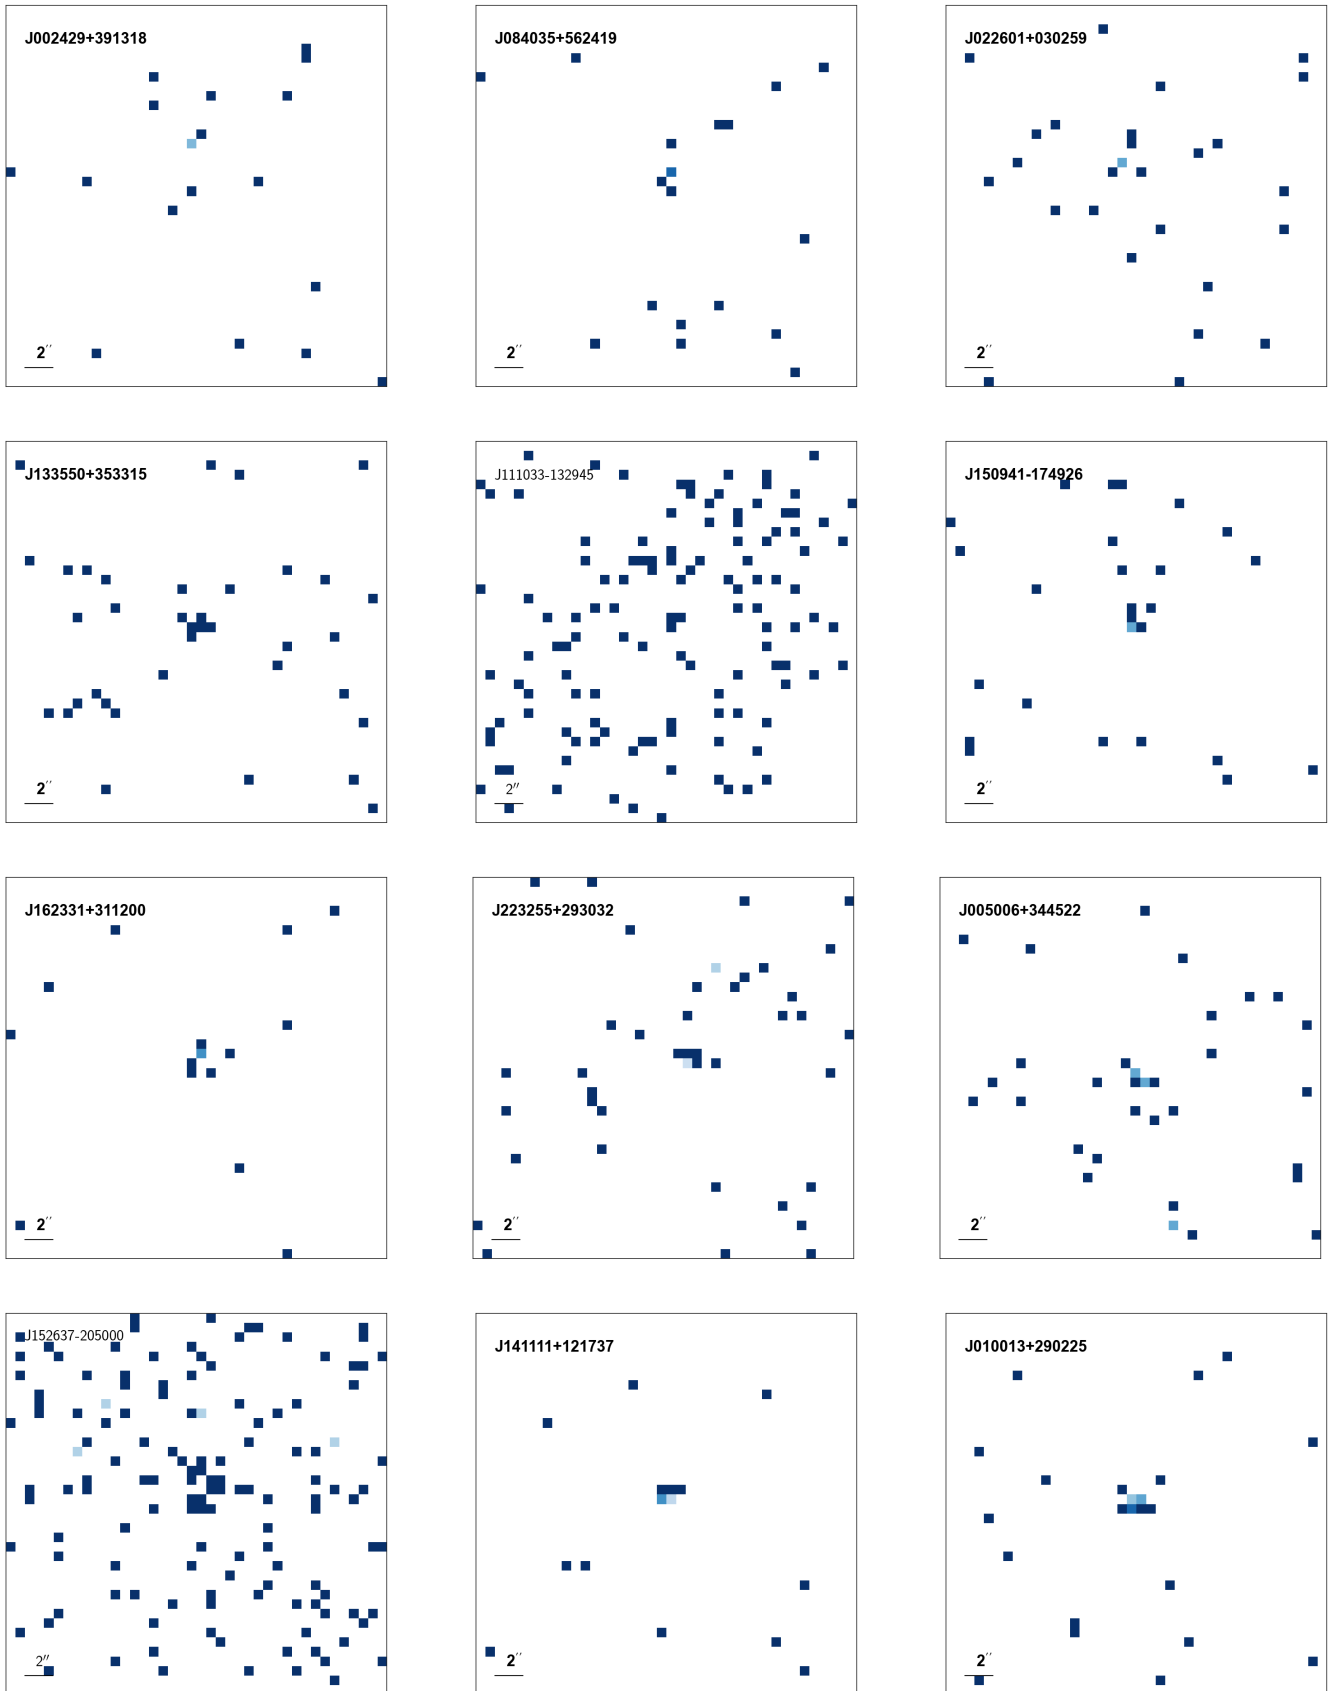 J002429+391318
J084035+562419
J022601+030259
2′′
2′′
2′′
J133550+353315
J111033-132945
J150941-174926
2′′
2′′
2′′
J162331+311200
J223255+293032
J005006+344522
2′′
2′′
2′′
J152637-205000
J141111+121737
J010013+290225
2′′
2′′
2′′